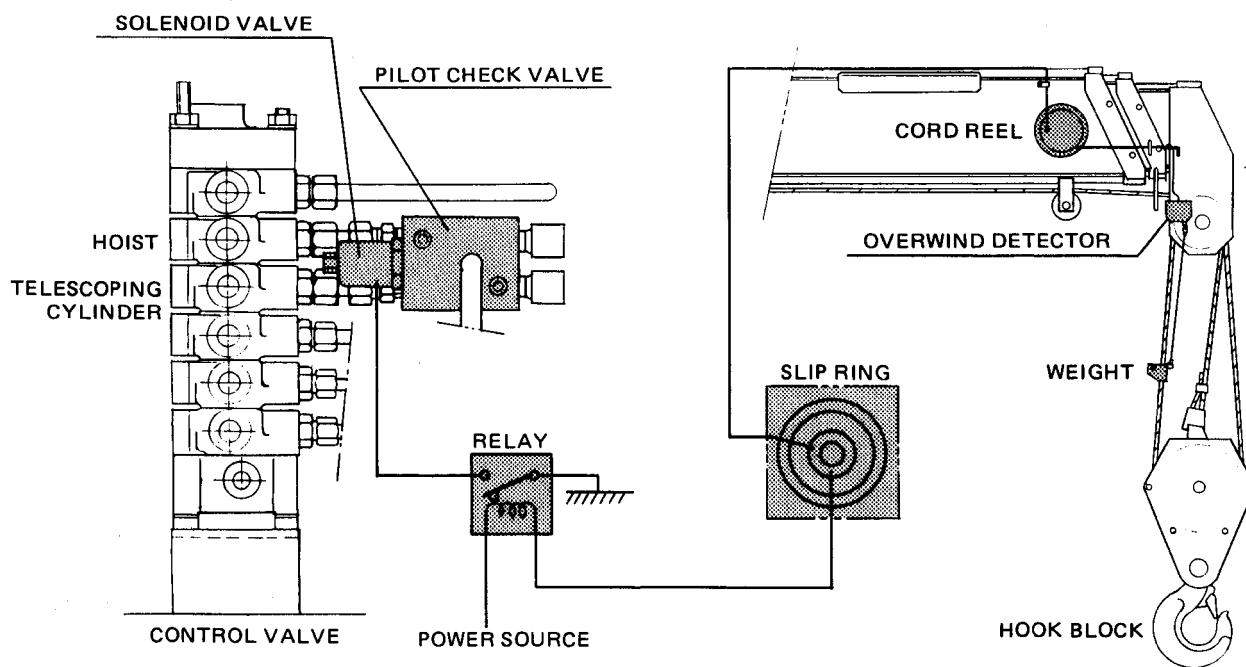 SOLENOID VALVE
PILOT CHECK VALVE
CORD REEL
HOIST
OVERWIND DETECTOR
TELESCOPING
CYLINDER
SLIP RING
WEIGHT
RELAY
CONTROL VALVE
POWER SOURCE
HOOK BLOCK